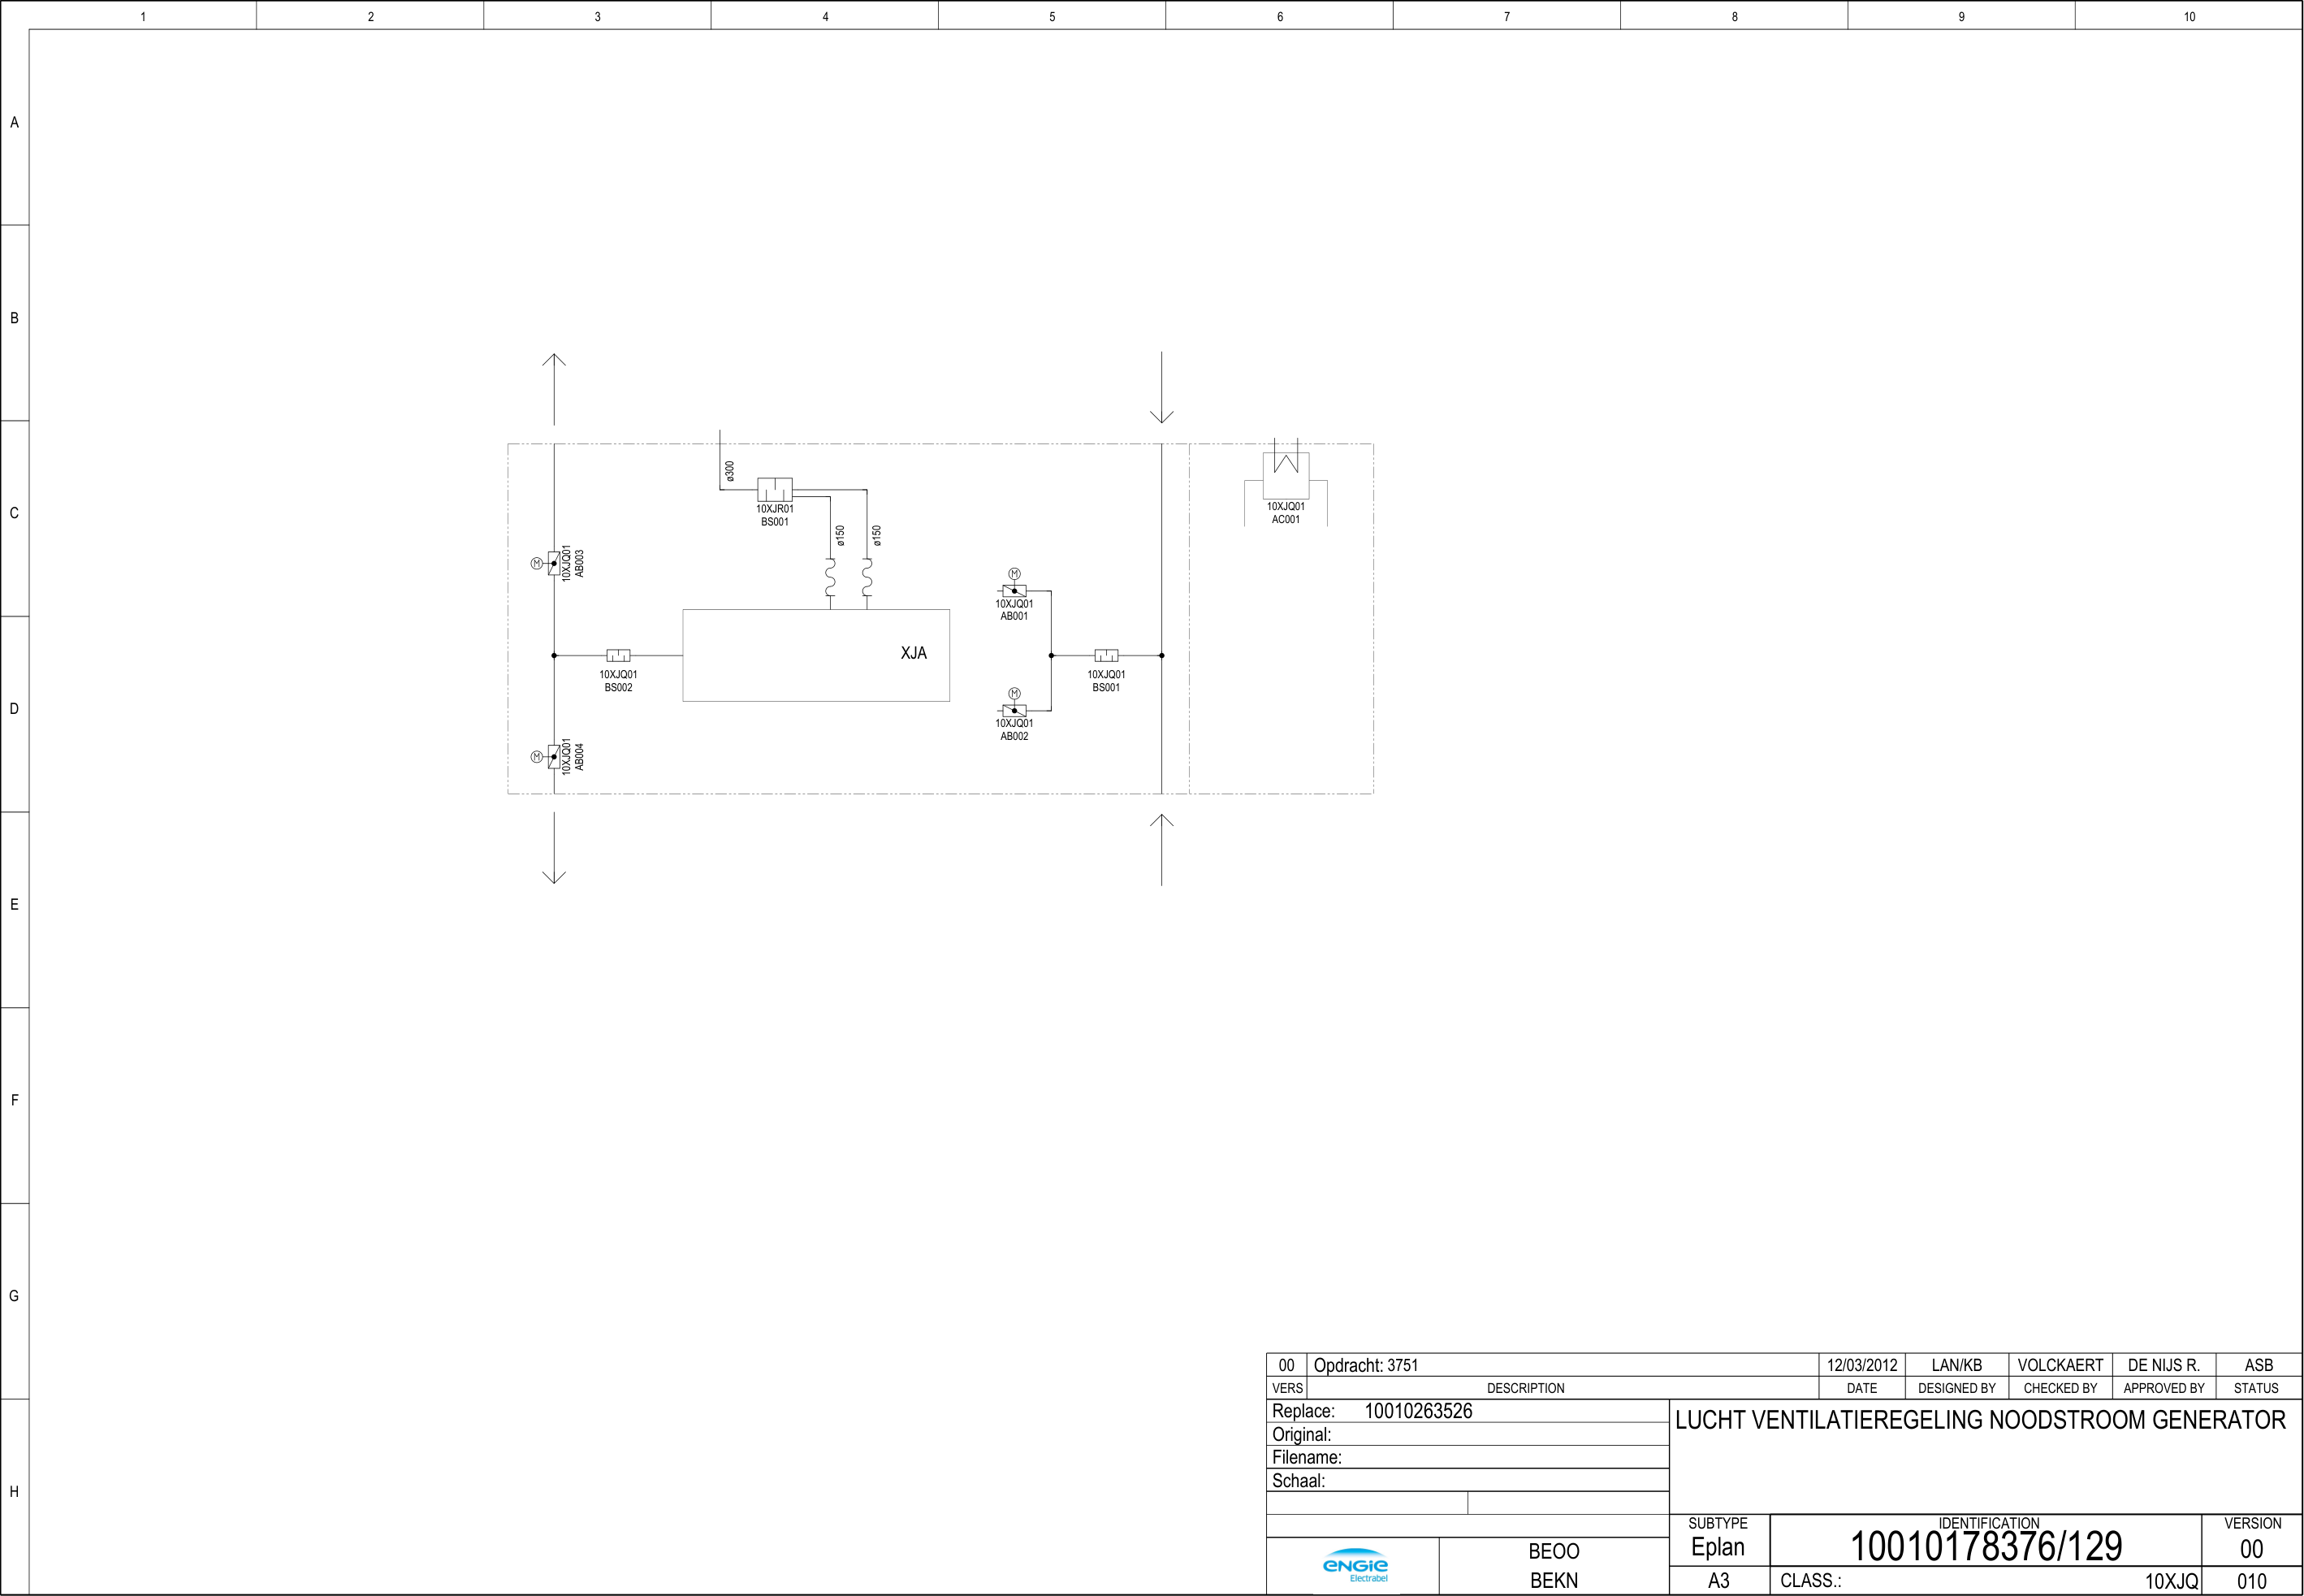 1 2 3 4 5 6 7 8 9 10
A
B
C
D
E
F
G
H
ø300
10XJR01
BS001
ø150
ø150
10XJQ01
AC001
10XJQ01
AB003
M
M
10XJQ01
AB001
XJA
10XJQ01
BS002
10XJQ01
BS001
M
10XJQ01
AB002
M
10XJQ01
AB004
00 Opdracht: 3751 12/03/2012 LAN/KB VOLCKAERT DE NIJS R. ASB
VERS DESCRIPTION DATE DESIGNED BY CHECKED BY APPROVED BY STATUS
Replace: 10010263526
Original:
Filename:
Schaal:
LUCHT VENTILATIEREGELING NOODSTROOM GENERATOR
SUBTYPE IDENTIFICATION VERSION
Eplan 10010178376/129 00
ENGIE
Electrabel
BEOO
BEKN
A3 CLASS.: 10XJQ 010